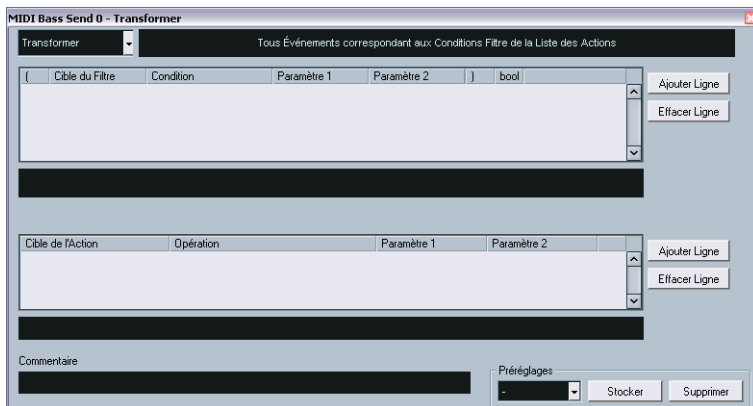 MIDI Bass Send 0 - Transformer
Transformer Tous Événements correspondant aux Conditions Filtre de la Liste des Actions
( Cible du Filtre Condition Paramètre 1 Paramètre 2 ) bool
Ajouter Ligne
Effacer Ligne
Cible de l'Action Opération Paramètre 1 Paramètre 2
Ajouter Ligne
Effacer Ligne
Commentaire
Préréglages
- Stocker Supprimer